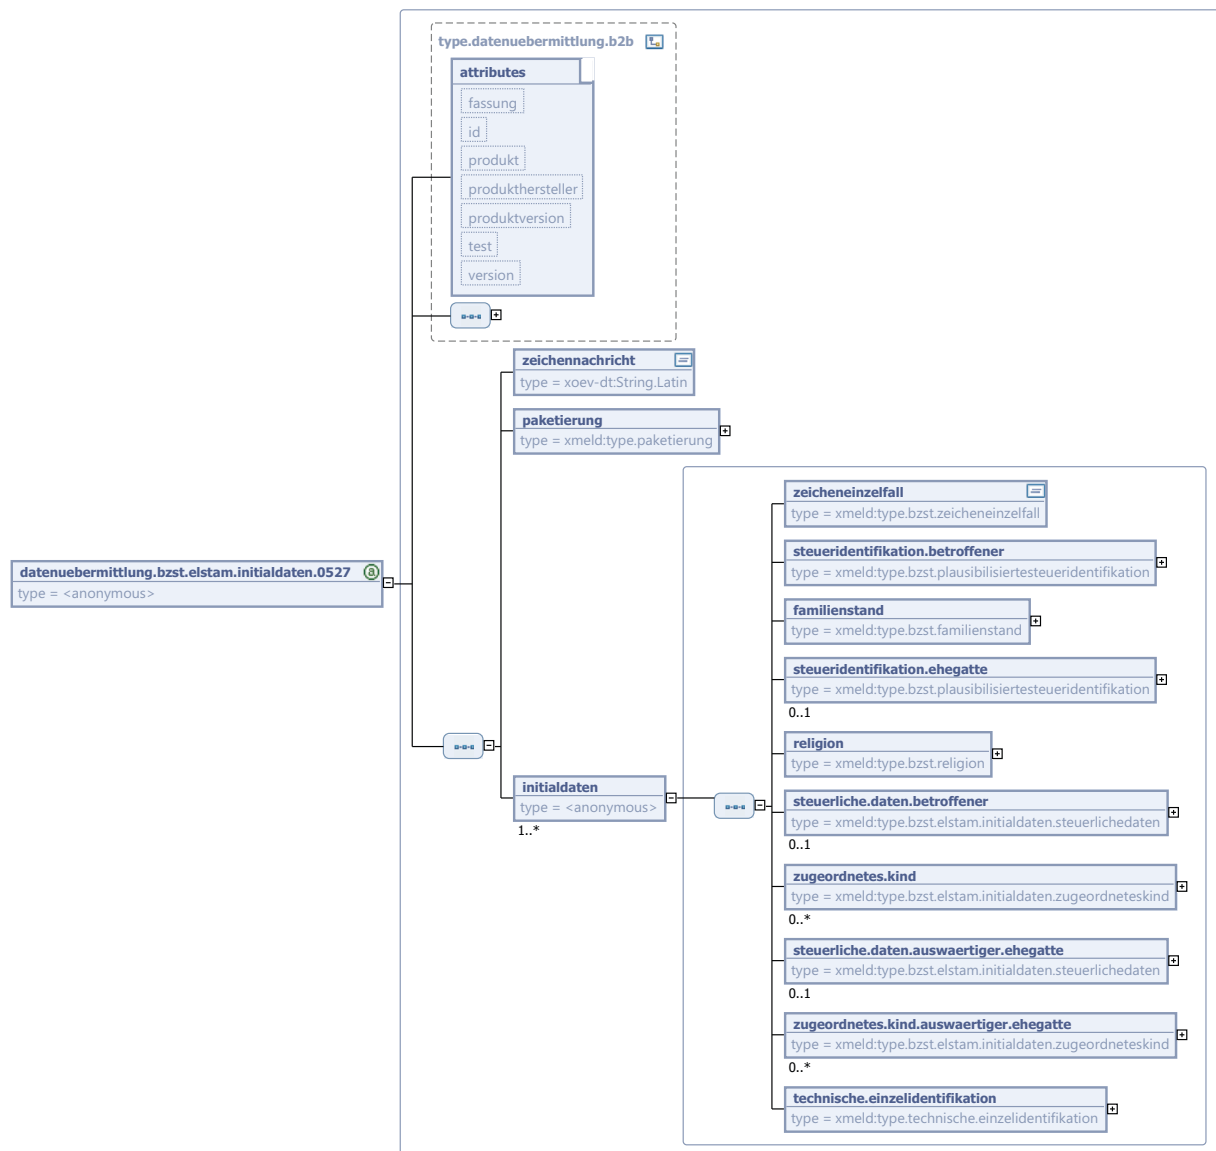 type.datenuebermittlung.b2b
attributes
fassung
id
produkt
produkthersteller
produktversion
test
version
zeichennachricht
type = xoev-dt:String.Latin
paketierung
type = xmeld:type.paketierung
zeicheneinzelfall
type = xmeld:type.bzst.zeicheneinzelfall
steueridentifikation.betroffener
type = xmeld:type.bzst.plausibilisiertesteueridentifikation
datenuebermittlung.bzst.elstam.initialdaten.0527
type = <anonymous>
familienstand
type = xmeld:type.bzst.familienstand
steueridentifikation.ehegatte
type = xmeld:type.bzst.plausibilisiertesteueridentifikation
0..1
religion
type = xmeld:type.bzst.religion
initialdaten
type = <anonymous>
1..*
steuerliche.daten.betroffener
type = xmeld:type.bzst.elstam.initialdaten.steuerlichedaten
0..1
zugeordnetes.kind
type = xmeld:type.bzst.elstam.initialdaten.zugeordneteskind
0..*
steuerliche.daten.auswaertiger.ehegatte
type = xmeld:type.bzst.elstam.initialdaten.steuerlichedaten
0..1
zugeordnetes.kind.auswaertiger.ehegatte
type = xmeld:type.bzst.elstam.initialdaten.zugeordneteskind
0..*
technische.einzelidentifikation
type = xmeld:type.technische.einzelidentifikation